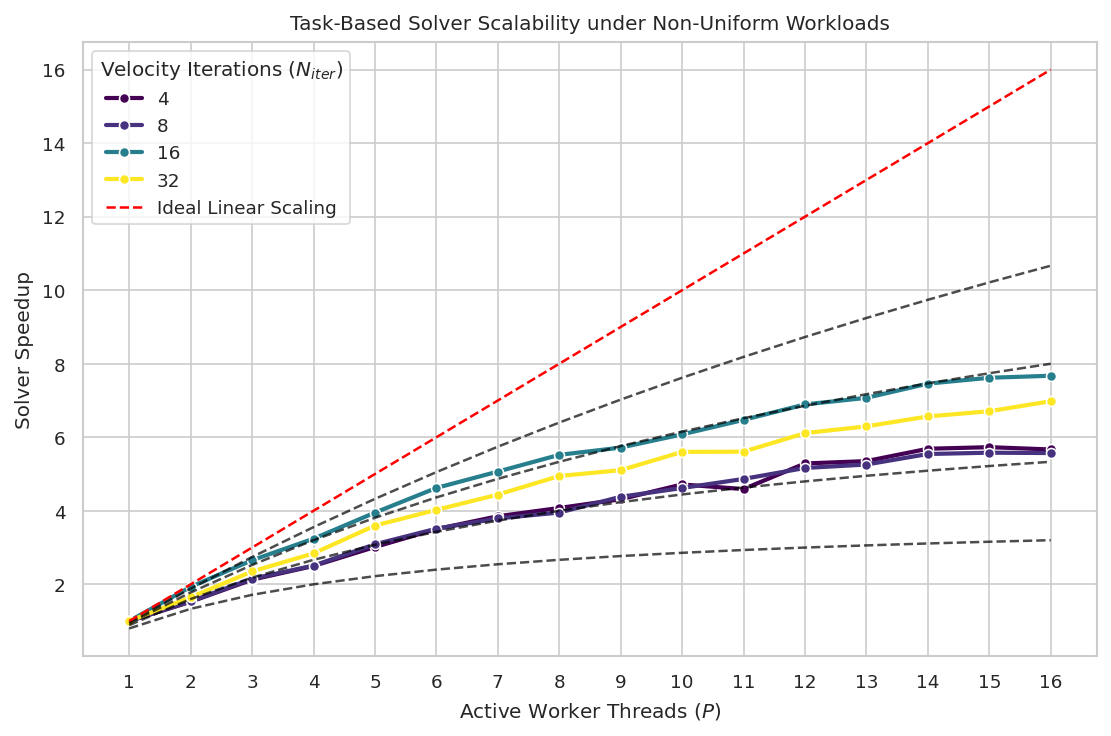 Task-Based Solver Scalability under Non-Uniform Workloads
Velocity Iterations (N_iter)
4
8
16
32
Ideal Linear Scaling
Solver Speedup
16
14
12
10
8
6
4
2
1 2 3 4 5 6 7 8 9 10 11 12 13 14 15 16
Active Worker Threads (P)